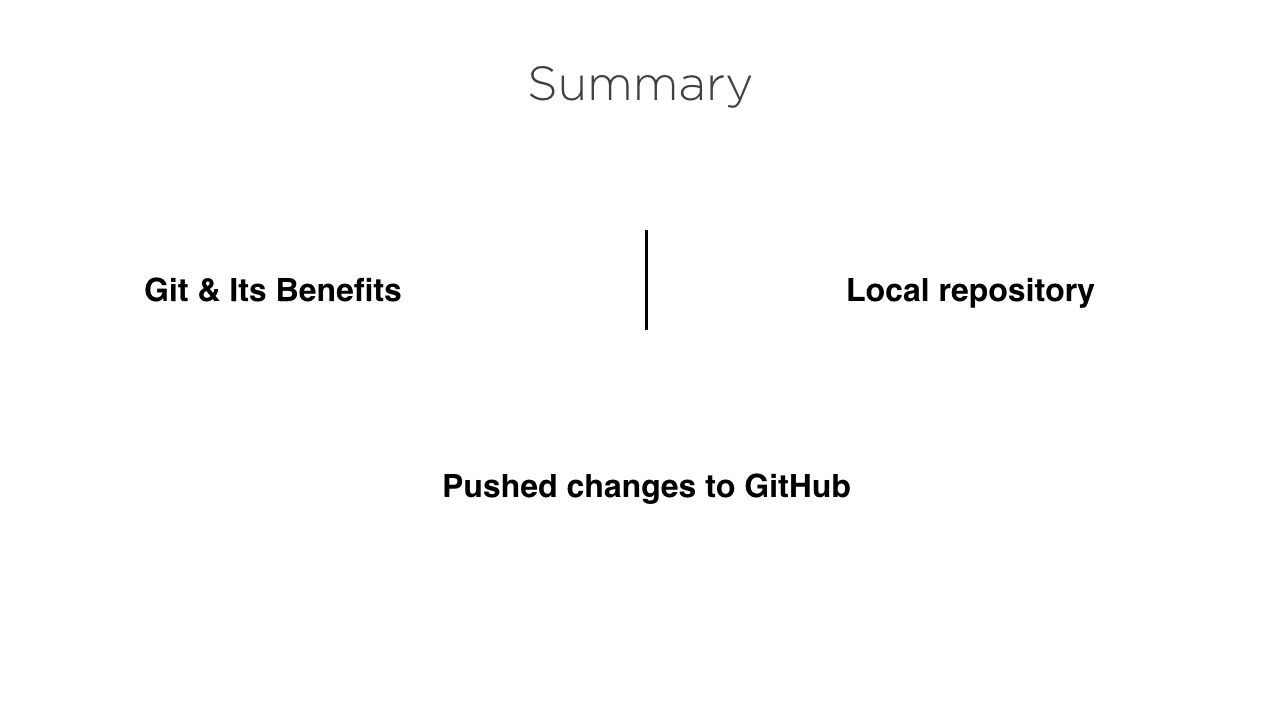 Summary
Git & Its Benefits
Local repository
Pushed changes to GitHub